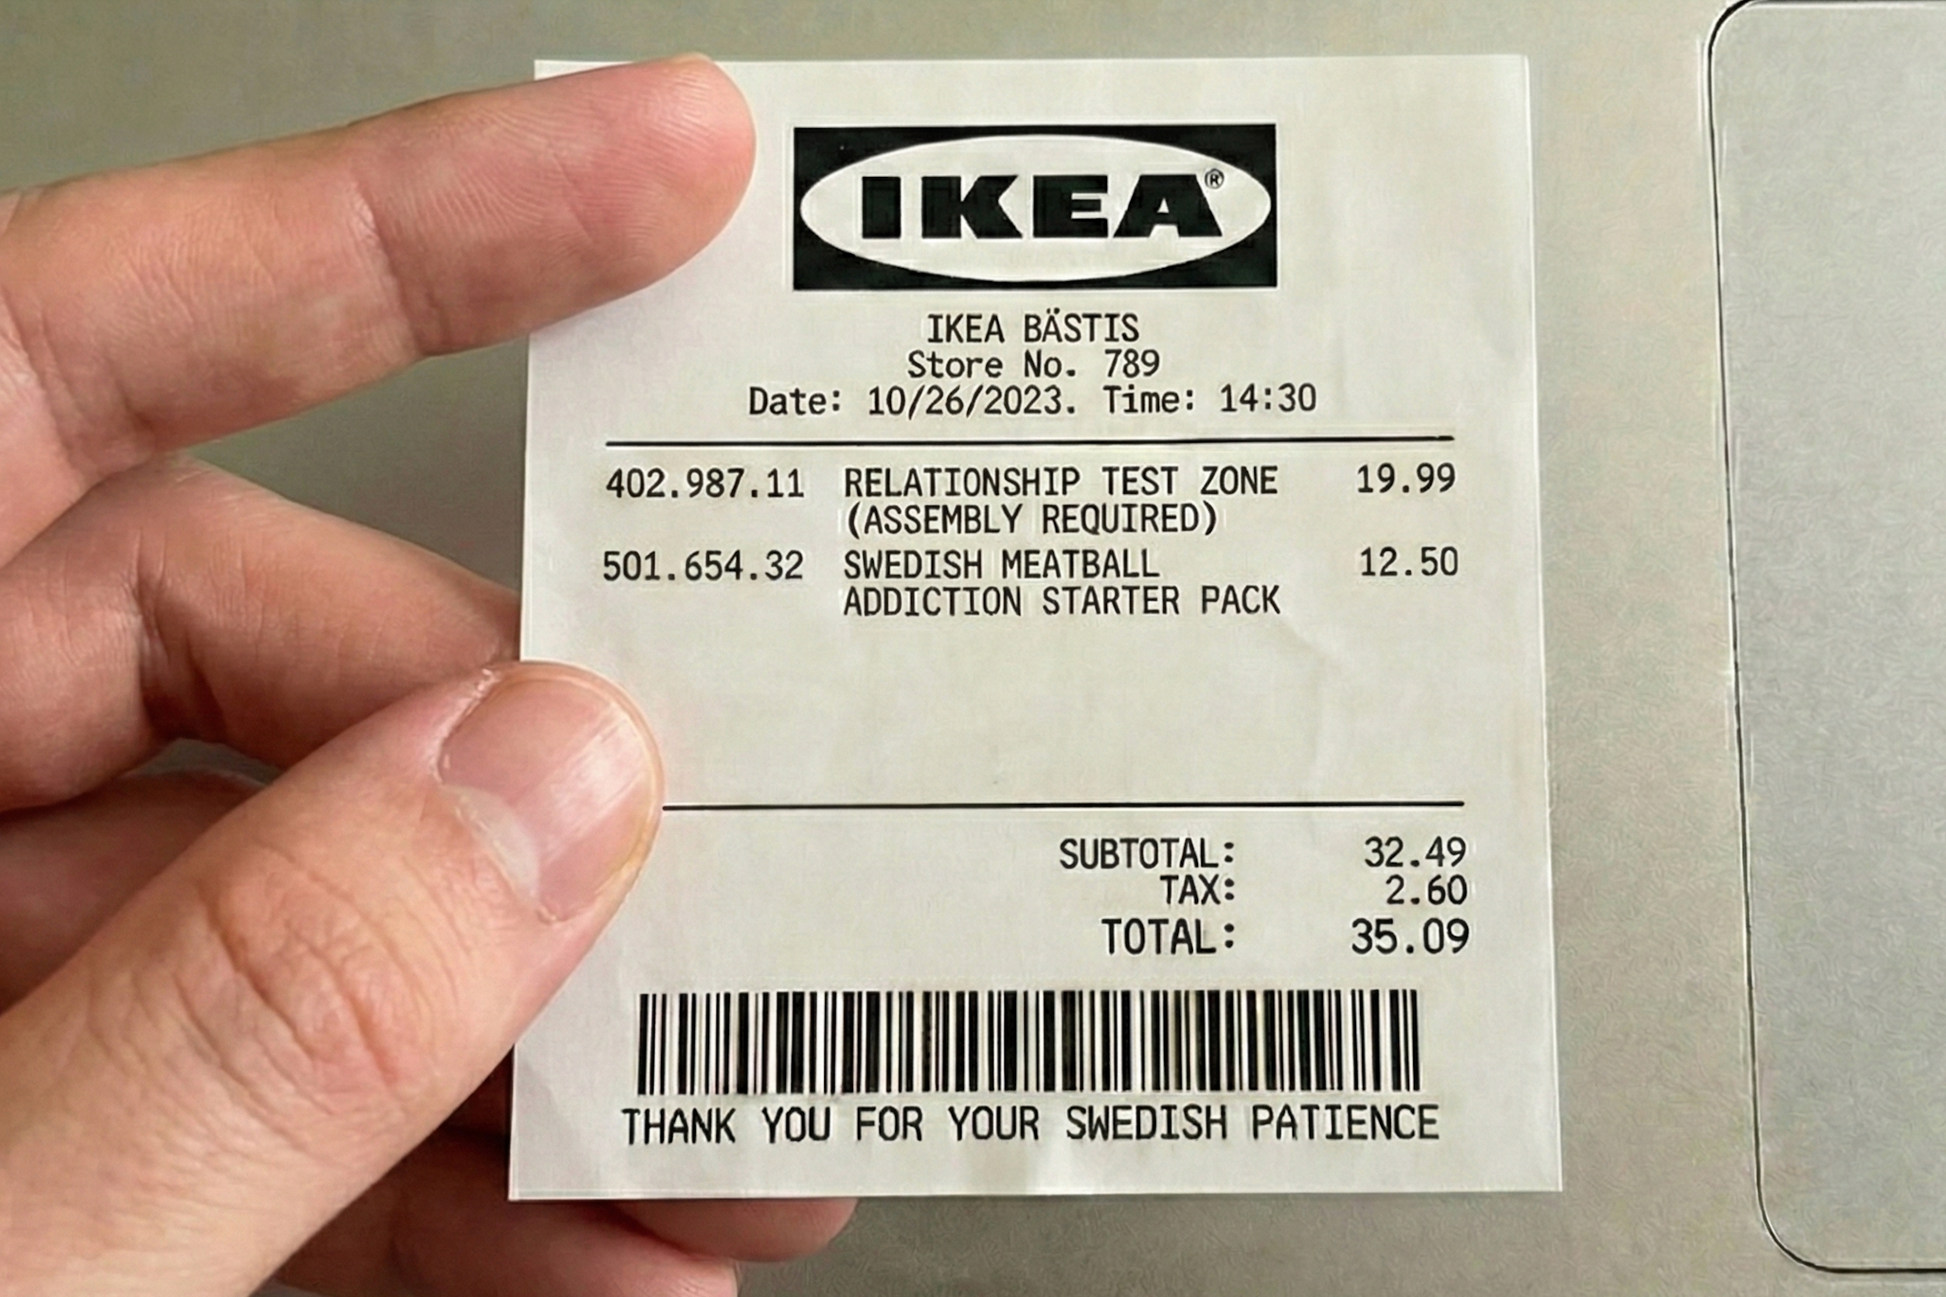 IKEA®
IKEA BÄSTIS
Store No. 789
Date: 10/26/2023. Time: 14:30
402.987.11 RELATIONSHIP TEST ZONE 19.99
(ASSEMBLY REQUIRED)
501.654.32 SWEDISH MEATBALL 12.50
ADDICTION STARTER PACK
SUBTOTAL: 32.49
TAX: 2.60
TOTAL: 35.09
THANK YOU FOR YOUR SWEDISH PATIENCE